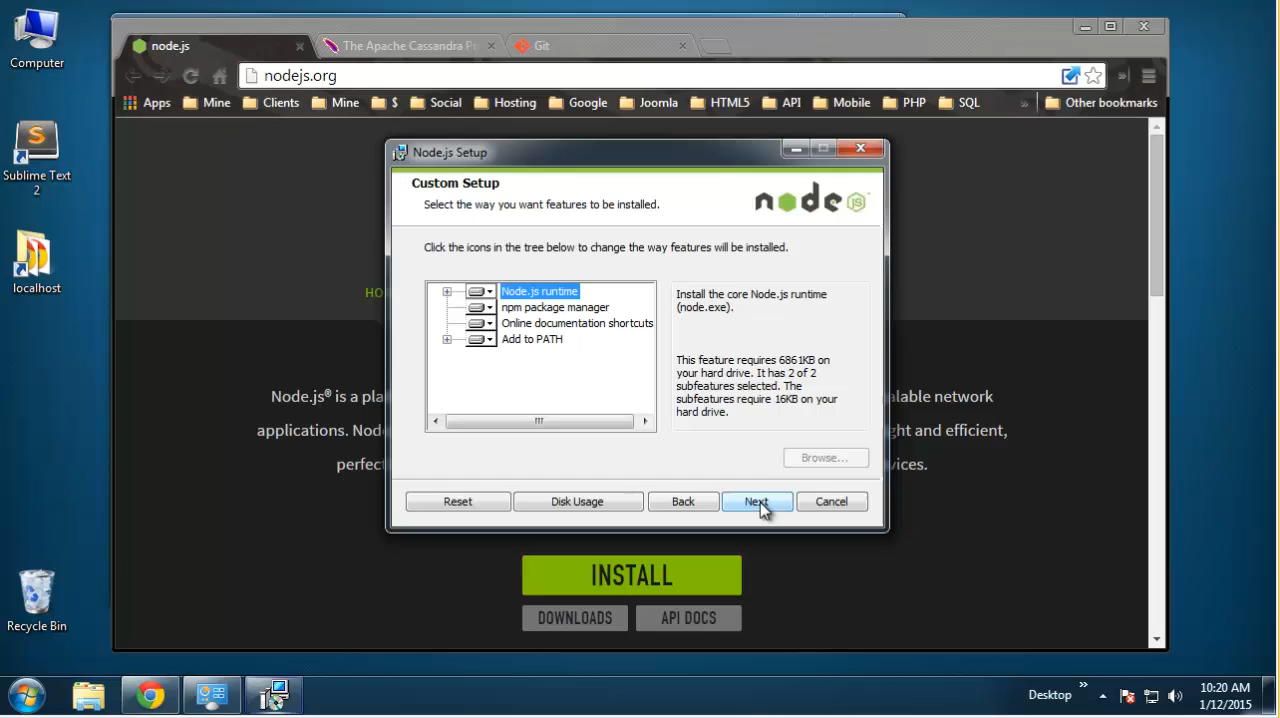 Computer
Sublime Text
2
localhost
Recycle Bin
node.js
The Apache Cassandra Pr
Git
nodejs.org
Apps
Mine
Clients
Mine
$
Social
Hosting
Google
Joomla
HTML5
API
Mobile
PHP
SQL
»
Other bookmarks
Node.js Setup
Custom Setup
Select the way you want features to be installed.
node
JS
Click the icons in the tree below to change the way features will be installed.
Node.js runtime
npm package manager
Online documentation shortcuts
Add to PATH
Install the core Node.js runtime
(node.exe).
This feature requires 6861KB on
your hard drive. It has 2 of 2
subfeatures selected. The
subfeatures require 16KB on your
hard drive.
Browse...
Reset
Disk Usage
Back
Next
Cancel
HO
Node.js® is a pla
alable network
applications. Node
ght and efficient,
perfect
vices.
INSTALL
DOWNLOADS
API DOCS
Desktop
»
10:20 AM
1/12/2015